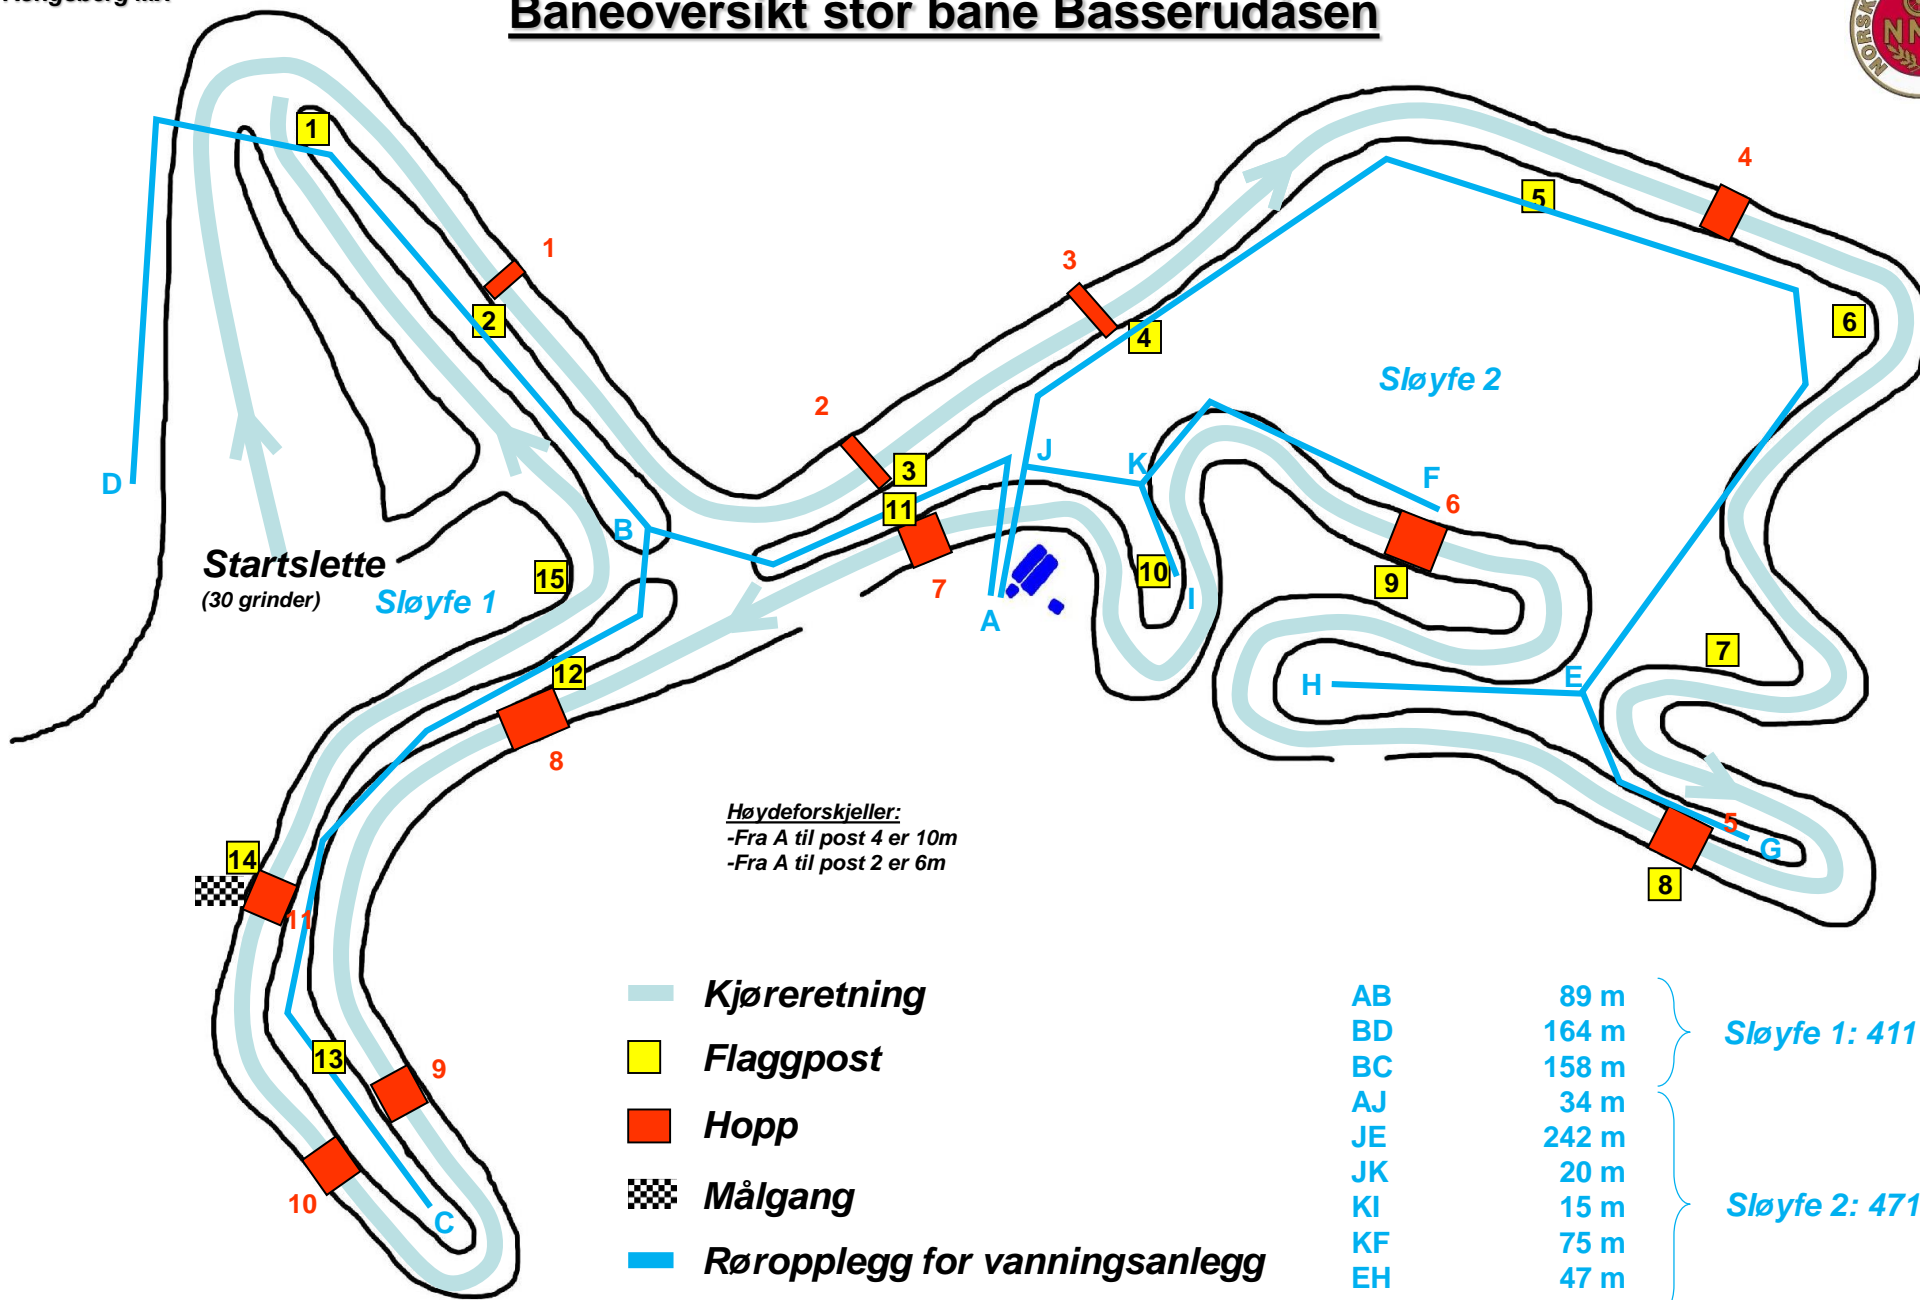 Baneoversikt stor bane Basserudåsen
NORSK
NM
1
1
2
D
B
Startslette
(30 grinder)
Sløyfe 1
15
2
3
11
3
4
J
K
A
7
10
I
F
6
9
Sløyfe 2
5
4
6
7
E
H
5
G
8
12
8
14
11
13
9
10
C
Høydeforskjeller:
-Fra A til post 4 er 10m
-Fra A til post 2 er 6m
Kjøreretning
Flaggpost
Hopp
Målgang
Røropplegg for vanningsanlegg
AB 89 m
BD 164 m
BC 158 m
Sløyfe 1: 411
AJ 34 m
JE 242 m
JK 20 m
KI 15 m
KF 75 m
EH 47 m
Sløyfe 2: 471